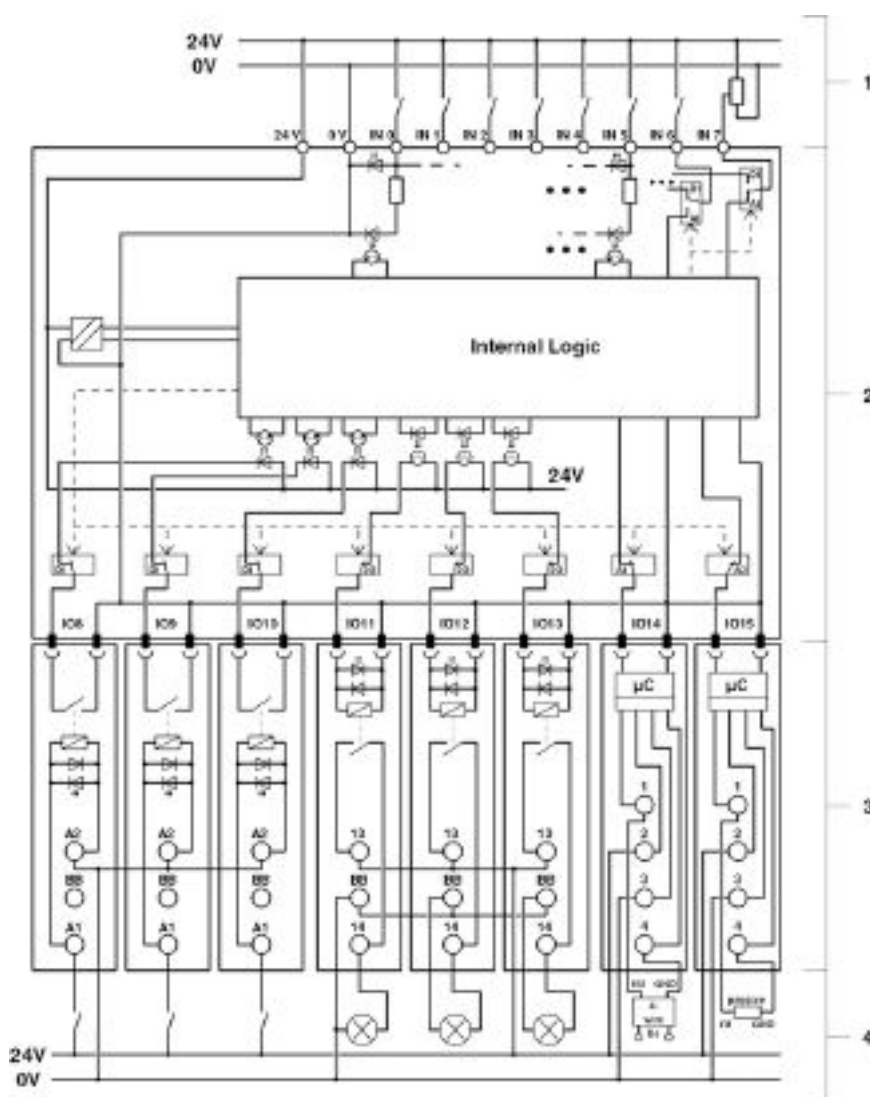 24V
0V
1
24 V 0 V IN 0 IN 1 IN 2 IN 3 IN 4 IN 5 IN 6 IN 7
Internal Logic
2
24V
IO8 IO9 IO10 IO11 IO12 IO13 IO14 IO15
µC µC
1 1
3
A2 A2 A2 13 13 13 2 2
BB BB BB BB BB BB 3 3
A1 A1 A1 14 14 14 4 4
GND
GND
4
24V
0V